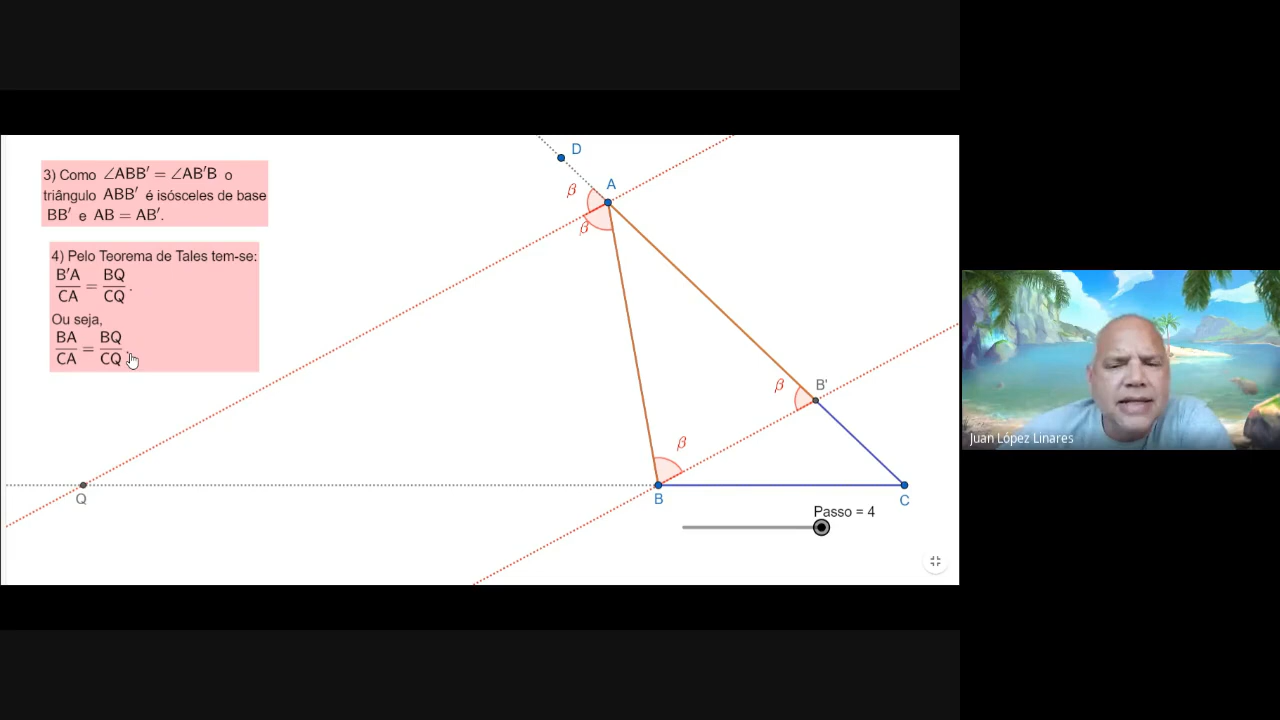 3) Como ∠ABB′ = ∠AB′B o
triângulo ABB′ é isósceles de base
BB′ e AB = AB′.
4) Pelo Teorema de Tales tem-se:
B′A/CA = BQ/CQ.
Ou seja,
BA/CA = BQ/CQ.
D
A
β
β
B'
β
β
Q
B
C
Passo = 4
Juan López Linares